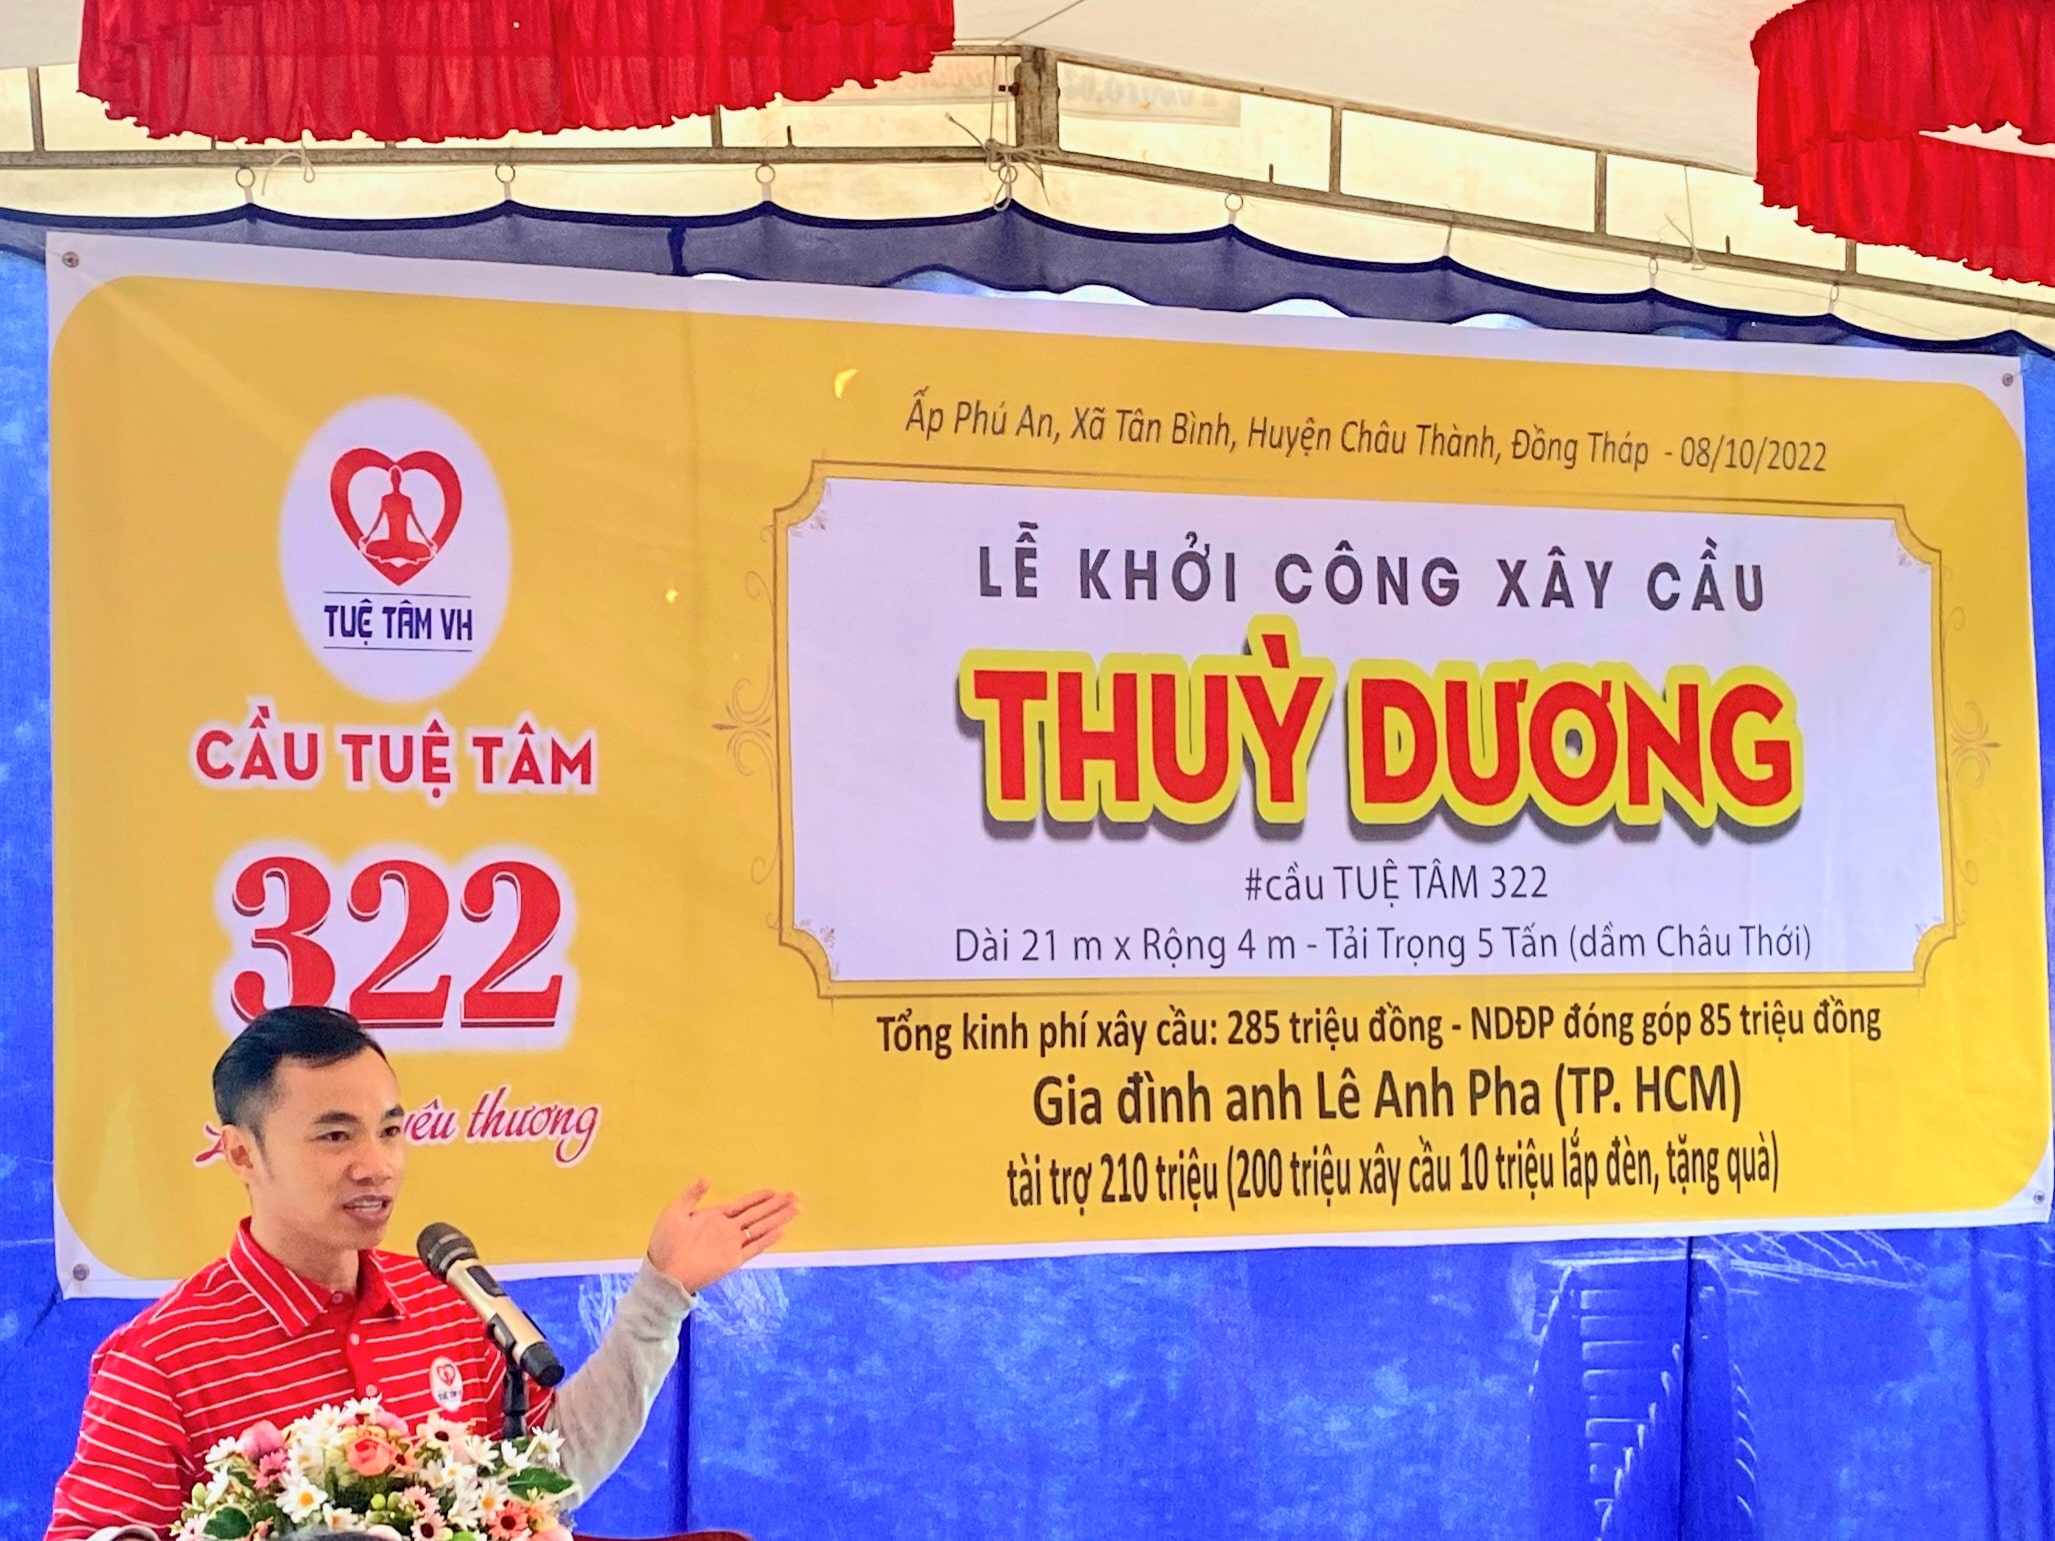 Ấp Phú An, Xã Tân Bình, Huyện Châu Thành, Đồng Tháp - 08/10/2022
LỄ KHỞI CÔNG XÂY CẦU
THUỲ DƯƠNG
#cầu TUỆ TÂM 322
Dài 21 m x Rộng 4 m - Tải Trọng 5 Tấn (dầm Châu Thới)
Tổng kinh phí xây cầu: 285 triệu đồng - NDĐP đóng góp 85 triệu đồng
Gia đình anh Lê Anh Pha (TP. HCM)
tài trợ 210 triệu (200 triệu xây cầu 10 triệu lắp đèn, tặng quà)
TUỆ TÂM VH
CẦU TUỆ TÂM
322
yêu thương